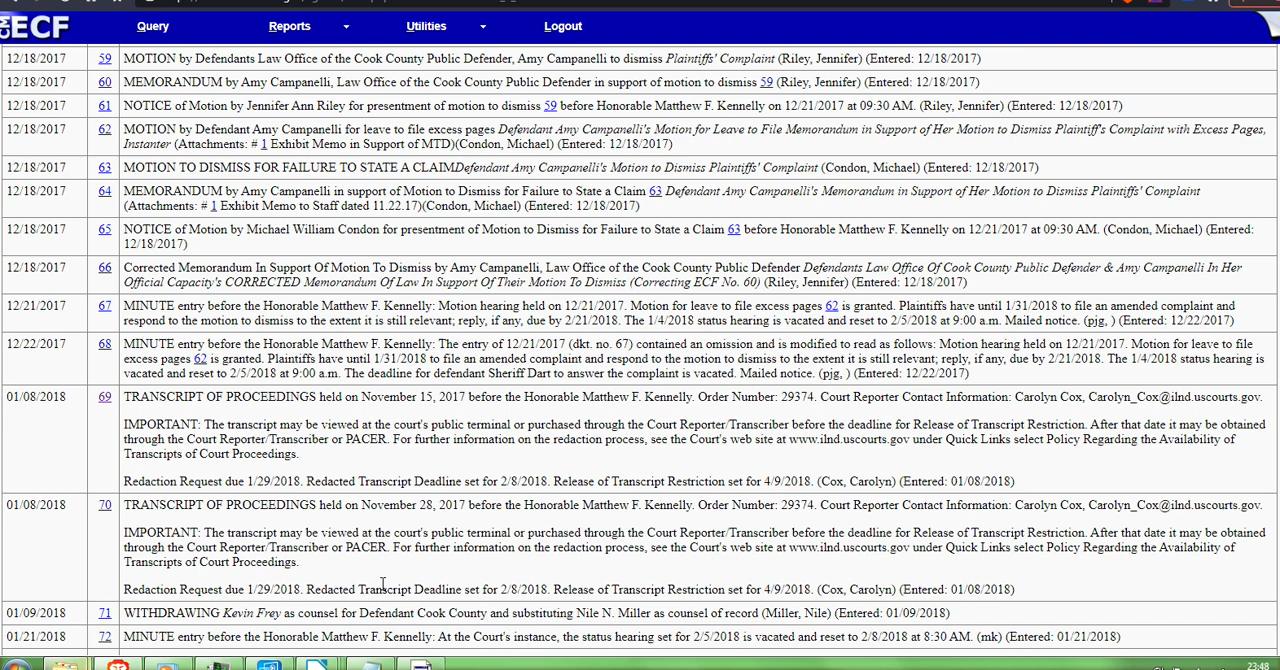 ECF Query Reports Utilities Logout
12/18/2017 59 MOTION by Defendants Law Office of the Cook County Public Defender, Amy Campanelli to dismiss Plaintiffs' Complaint (Riley, Jennifer) (Entered: 12/18/2017)
12/18/2017 60 MEMORANDUM by Amy Campanelli, Law Office of the Cook County Public Defender in support of motion to dismiss 59 (Riley, Jennifer) (Entered: 12/18/2017)
12/18/2017 61 NOTICE of Motion by Jennifer Ann Riley for presentment of motion to dismiss 59 before Honorable Matthew F. Kennelly on 12/21/2017 at 09:30 AM. (Riley, Jennifer) (Entered: 12/18/2017)
12/18/2017 62 MOTION by Defendant Amy Campanelli for leave to file excess pages Defendant Amy Campanelli's Motion for Leave to File Memorandum in Support of Her Motion to Dismiss Plaintiff's Complaint with Excess Pages,
Instanter (Attachments: # 1 Exhibit Memo in Support of MTD)(Condon, Michael) (Entered: 12/18/2017)
12/18/2017 63 MOTION TO DISMISS FOR FAILURE TO STATE A CLAIMDefendant Amy Campanelli's Motion to Dismiss Plaintiffs' Complaint (Condon, Michael) (Entered: 12/18/2017)
12/18/2017 64 MEMORANDUM by Amy Campanelli in support of Motion to Dismiss for Failure to State a Claim 63 Defendant Amy Campanelli's Memorandum in Support of Her Motion to Dismiss Plaintiffs' Complaint
(Attachments: # 1 Exhibit Memo to Staff dated 11.22.17)(Condon, Michael) (Entered: 12/18/2017)
12/18/2017 65 NOTICE of Motion by Michael William Condon for presentment of Motion to Dismiss for Failure to State a Claim 63 before Honorable Matthew F. Kennelly on 12/21/2017 at 09:30 AM. (Condon, Michael) (Entered:
12/18/2017)
12/18/2017 66 Corrected Memorandum In Support Of Motion To Dismiss by Amy Campanelli, Law Office of the Cook County Public Defender Defendants Law Office Of Cook County Public Defender & Amy Campanelli In Her
Official Capacity's CORRECTED Memorandum Of Law In Support Of Their Motion To Dismiss (Correcting ECF No. 60) (Riley, Jennifer) (Entered: 12/18/2017)
12/21/2017 67 MINUTE entry before the Honorable Matthew F. Kennelly: Motion hearing held on 12/21/2017. Motion for leave to file excess pages 62 is granted. Plaintiffs have until 1/31/2018 to file an amended complaint and
respond to the motion to dismiss to the extent it is still relevant; reply, if any, due by 2/21/2018. The 1/4/2018 status hearing is vacated and reset to 2/5/2018 at 9:00 a.m. Mailed notice. (pjg, ) (Entered: 12/22/2017)
12/22/2017 68 MINUTE entry before the Honorable Matthew F. Kennelly: The entry of 12/21/2017 (dkt. no. 67) contained an omission and is modified to read as follows: Motion hearing held on 12/21/2017. Motion for leave to file
excess pages 62 is granted. Plaintiffs have until 1/31/2018 to file an amended complaint and respond to the motion to dismiss to the extent it is still relevant; reply, if any, due by 2/21/2018. The 1/4/2018 status hearing is
vacated and reset to 2/5/2018 at 9:00 a.m. The deadline for defendant Sheriff Dart to answer the complaint is vacated. Mailed notice. (pjg, ) (Entered: 12/22/2017)
01/08/2018 69 TRANSCRIPT OF PROCEEDINGS held on November 15, 2017 before the Honorable Matthew F. Kennelly. Order Number: 29374. Court Reporter Contact Information: Carolyn Cox, Carolyn_Cox@ilnd.uscourts.gov.
IMPORTANT: The transcript may be viewed at the court's public terminal or purchased through the Court Reporter/Transcriber before the deadline for Release of Transcript Restriction. After that date it may be obtained
through the Court Reporter/Transcriber or PACER. For further information on the redaction process, see the Court's web site at www.ilnd.uscourts.gov under Quick Links select Policy Regarding the Availability of
Transcripts of Court Proceedings.
Redaction Request due 1/29/2018. Redacted Transcript Deadline set for 2/8/2018. Release of Transcript Restriction set for 4/9/2018. (Cox, Carolyn) (Entered: 01/08/2018)
01/08/2018 70 TRANSCRIPT OF PROCEEDINGS held on November 28, 2017 before the Honorable Matthew F. Kennelly. Order Number: 29374. Court Reporter Contact Information: Carolyn Cox, Carolyn_Cox@ilnd.uscourts.gov.
IMPORTANT: The transcript may be viewed at the court's public terminal or purchased through the Court Reporter/Transcriber before the deadline for Release of Transcript Restriction. After that date it may be obtained
through the Court Reporter/Transcriber or PACER. For further information on the redaction process, see the Court's web site at www.ilnd.uscourts.gov under Quick Links select Policy Regarding the Availability of
Transcripts of Court Proceedings.
Redaction Request due 1/29/2018. Redacted Transcript Deadline set for 2/8/2018. Release of Transcript Restriction set for 4/9/2018. (Cox, Carolyn) (Entered: 01/08/2018)
01/09/2018 71 WITHDRAWING Kevin Frey as counsel for Defendant Cook County and substituting Nile N. Miller as counsel of record (Miller, Nile) (Entered: 01/09/2018)
01/21/2018 72 MINUTE entry before the Honorable Matthew F. Kennelly: At the Court's instance, the status hearing set for 2/5/2018 is vacated and reset to 2/8/2018 at 8:30 AM. (mk) (Entered: 01/21/2018)
23:48